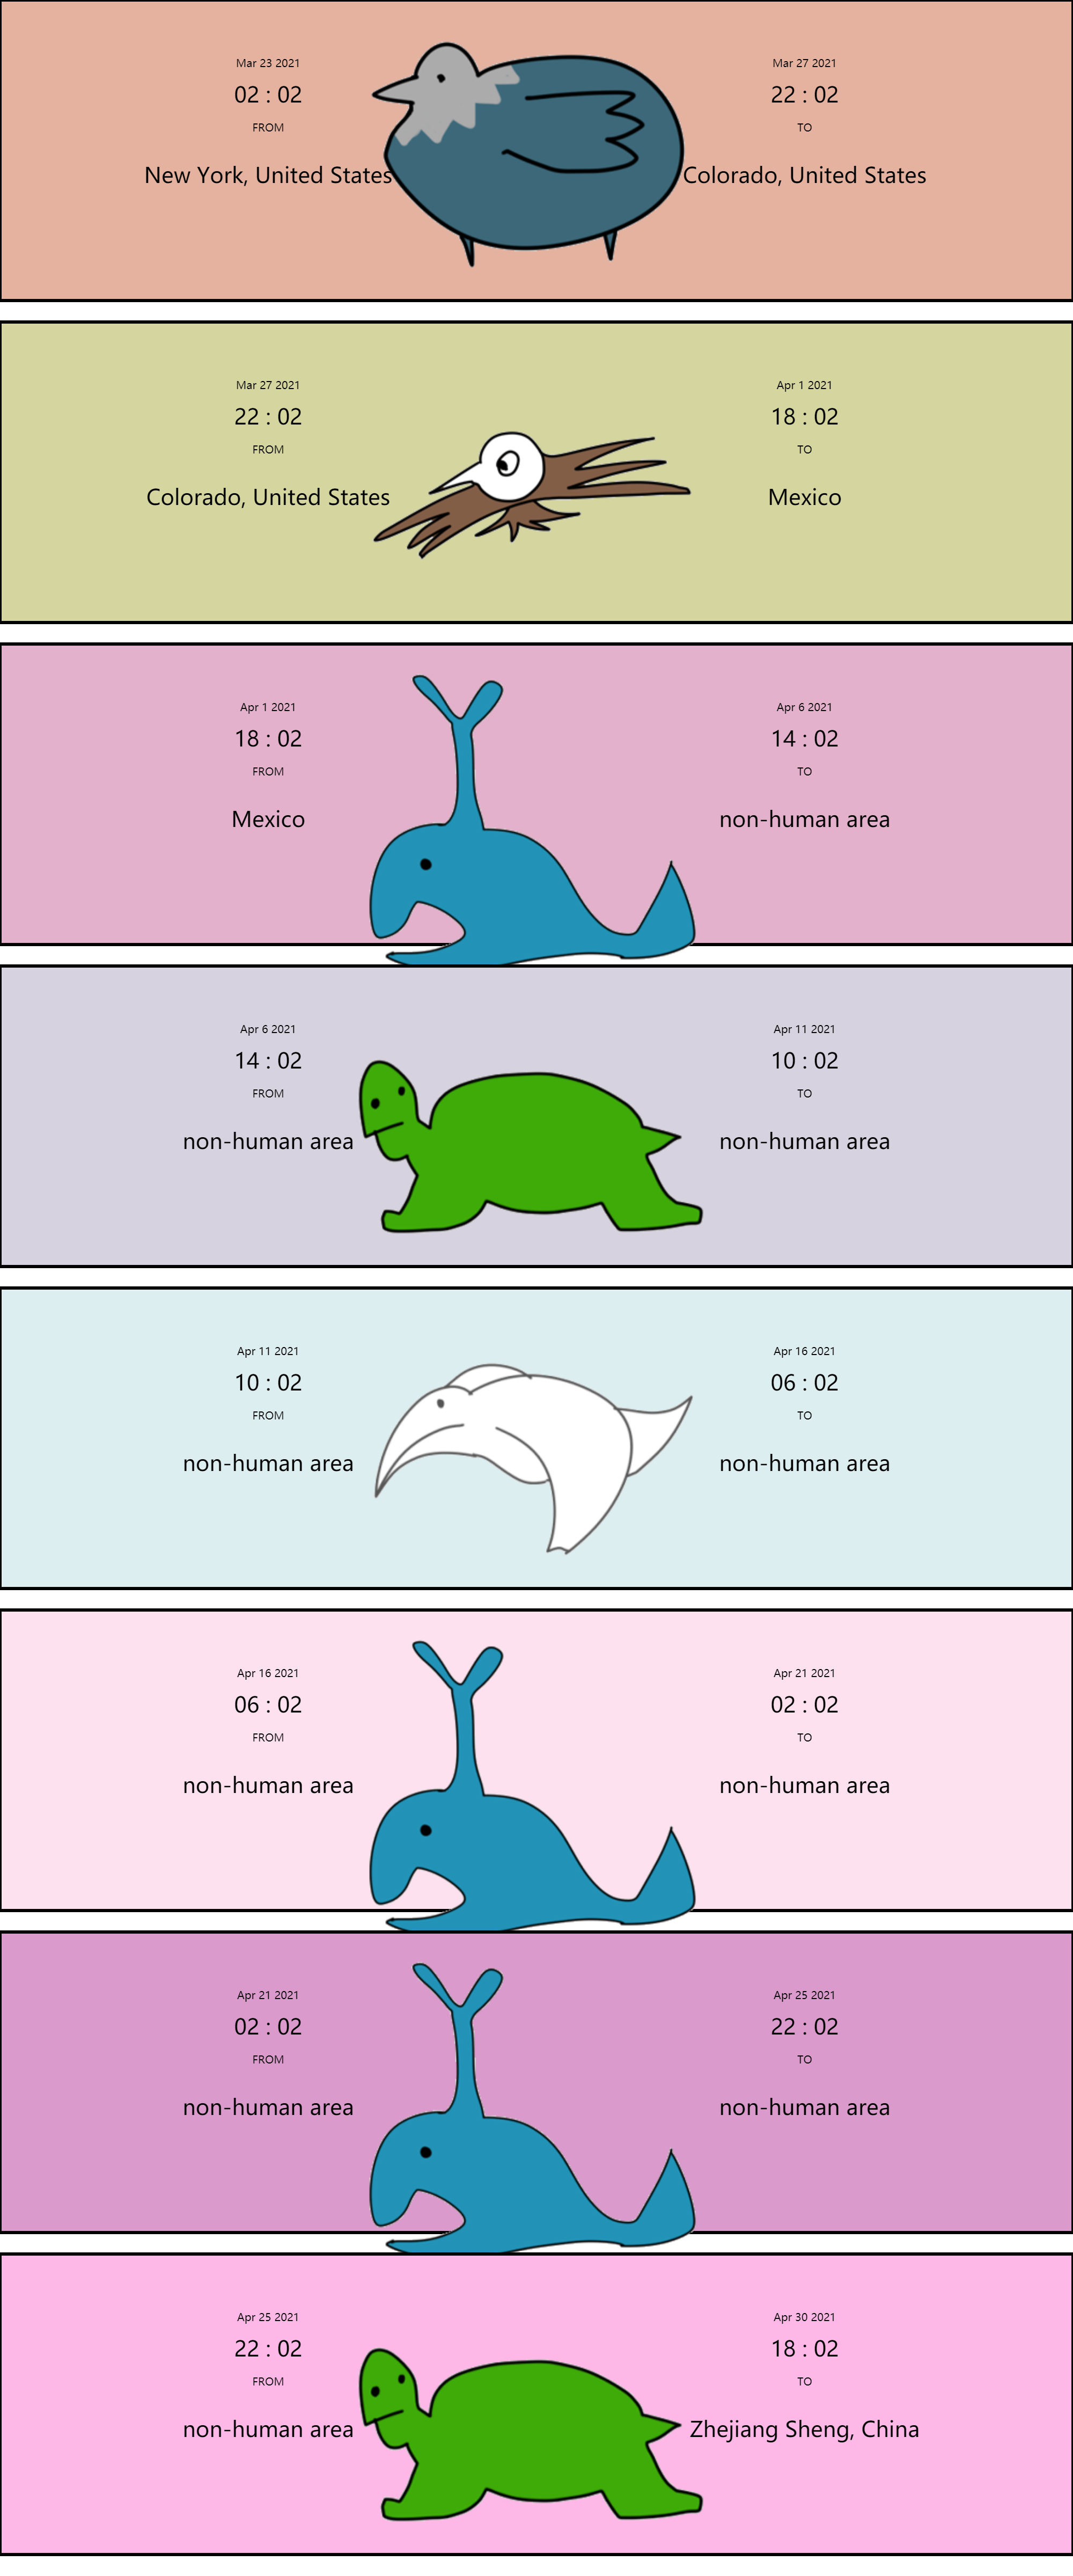 Mar 23 2021
02 : 02
FROM
New York, United States
Mar 27 2021
22 : 02
TO
Colorado, United States
Mar 27 2021
22 : 02
FROM
Colorado, United States
Apr 1 2021
18 : 02
TO
Mexico
Apr 1 2021
18 : 02
FROM
Mexico
Apr 6 2021
14 : 02
TO
non-human area
Apr 6 2021
14 : 02
FROM
non-human area
Apr 11 2021
10 : 02
TO
non-human area
Apr 11 2021
10 : 02
FROM
non-human area
Apr 16 2021
06 : 02
TO
non-human area
Apr 16 2021
06 : 02
FROM
non-human area
Apr 21 2021
02 : 02
TO
non-human area
Apr 21 2021
02 : 02
FROM
non-human area
Apr 25 2021
22 : 02
TO
non-human area
Apr 25 2021
22 : 02
FROM
non-human area
Apr 30 2021
18 : 02
TO
Zhejiang Sheng, China